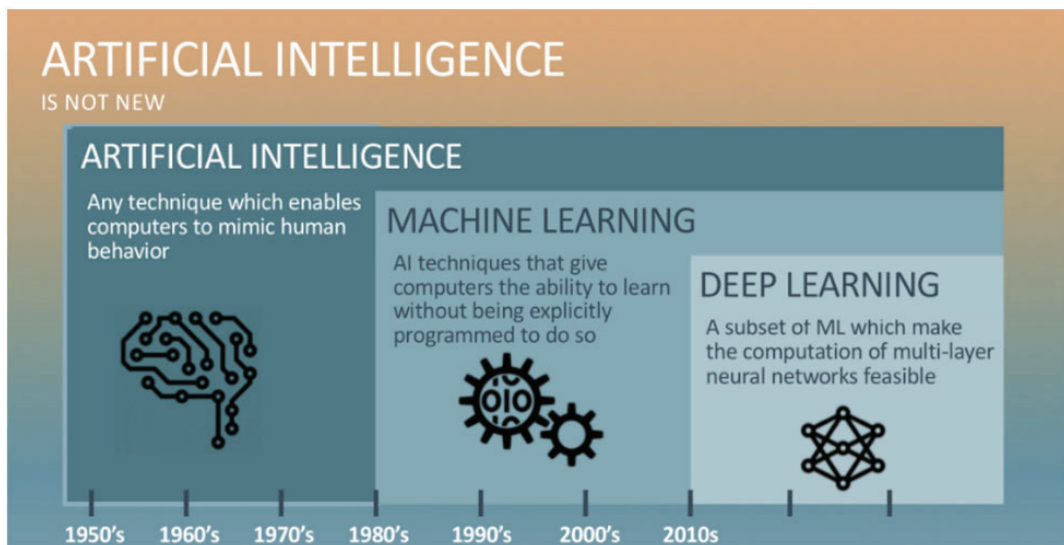 ARTIFICIAL INTELLIGENCE
IS NOT NEW
ARTIFICIAL INTELLIGENCE
Any technique which enables
computers to mimic human
behavior
MACHINE LEARNING
AI techniques that give
computers the ability to learn
without being explicitly
programmed to do so
DEEP LEARNING
A subset of ML which make
the computation of multi-layer
neural networks feasible
1950's 1960's 1970's 1980's 1990's 2000's 2010s